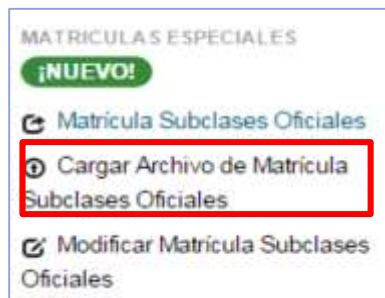 MATRICULAS ESPECIALES
¡NUEVO!
Matrícula Subclases Oficiales
Cargar Archivo de Matrícula
Subclases Oficiales
Modificar Matrícula Subclases
Oficiales